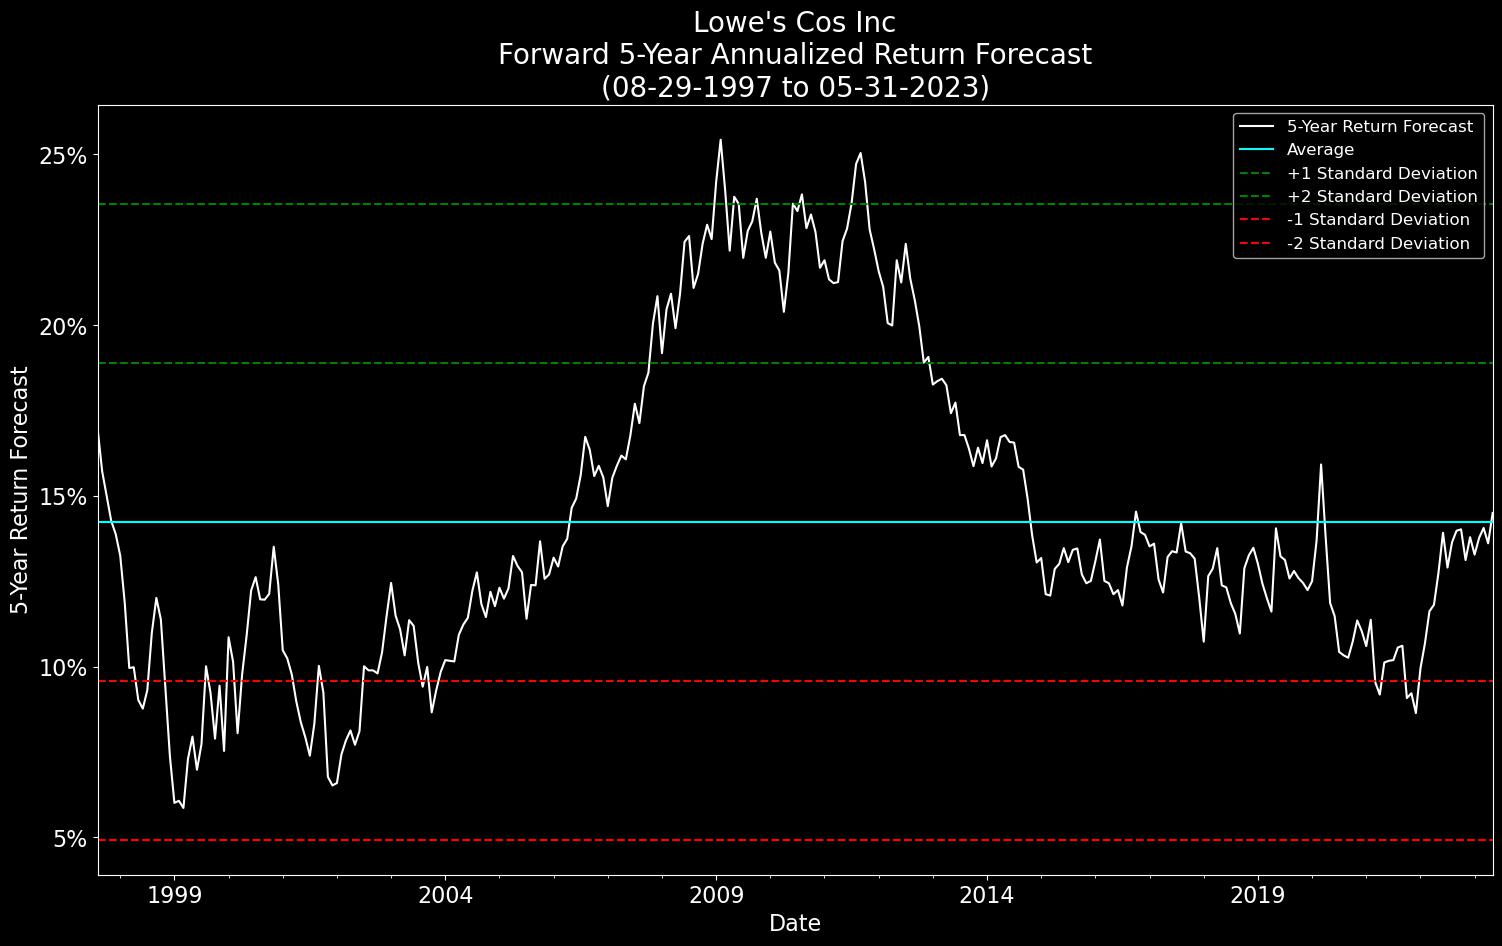 Lowe's Cos Inc
Forward 5-Year Annualized Return Forecast
(08-29-1997 to 05-31-2023)
5-Year Return Forecast
Average
+1 Standard Deviation
+2 Standard Deviation
-1 Standard Deviation
-2 Standard Deviation
5-Year Return Forecast
25%
20%
15%
10%
5%
1999
2004
2009
2014
2019
Date